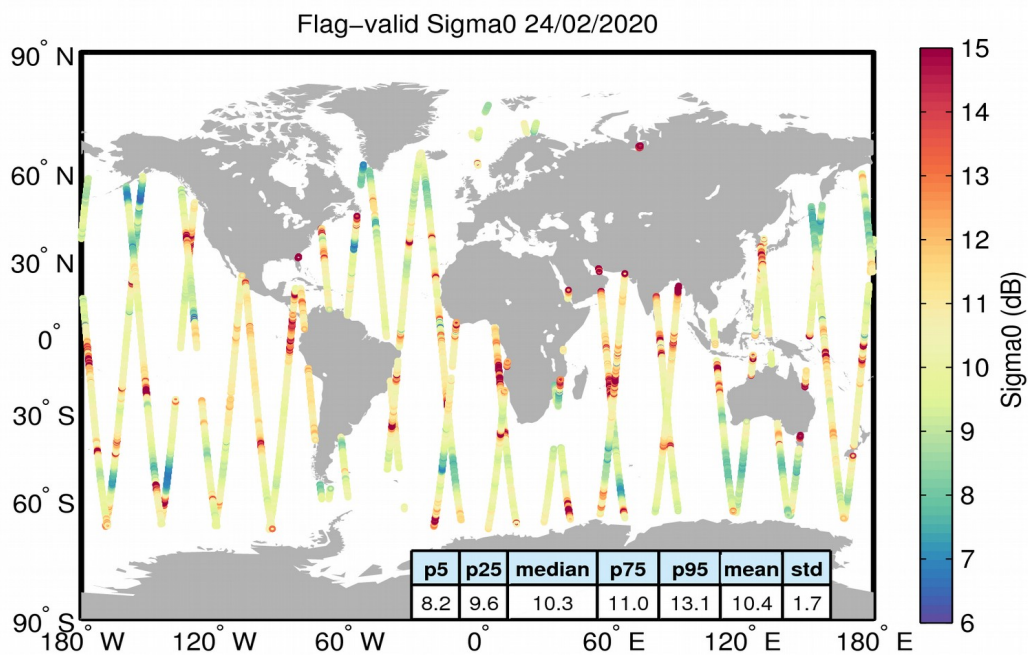 Flag−valid Sigma0 24/02/2020
90° N
60° N
30° N
0°
30° S
60° S
90° S
180° W
120° W
60° W
0°
60° E
120° E
180° E
15
14
13
12
11
10
9
8
7
6
Sigma0 (dB)
p5 p25 median p75 p95 mean std
8.2 9.6 10.3 11.0 13.1 10.4 1.7